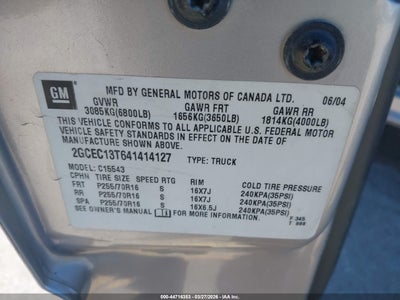 GM
MFD BY GENERAL MOTORS OF CANADA LTD. 06/04
GVWR GAWR FRT GAWR RR
3085KG(6800LB) 1656KG(3650LB) 1814KG(4000LB)
THIS VEHICLE CONFORMS TO ALL APPLICABLE U.S. FEDERAL MOTOR
VEHICLE SAFETY STANDARDS IN EFFECT ON THE DATE OF
MANUFACTURE SHOWN ABOVE.
2GCEC13T641414127 TYPE: TRUCK
MODEL: C15543
CPHN TIRE SIZE SPEED RTG RIM COLD TIRE PRESSURE
FRT P255/70R16 S 16X7J 240KPA(35PSI)
RR P255/70R16 S 16X7J 240KPA(35PSI)
SPA P255/70R16 S 16X6.5J 240KPA(35PSI)
SEE OWNER'S MANUAL FOR MORE INFORMATION.
F 345
IAA 000-44716353 | 03/27/2026 | IAA